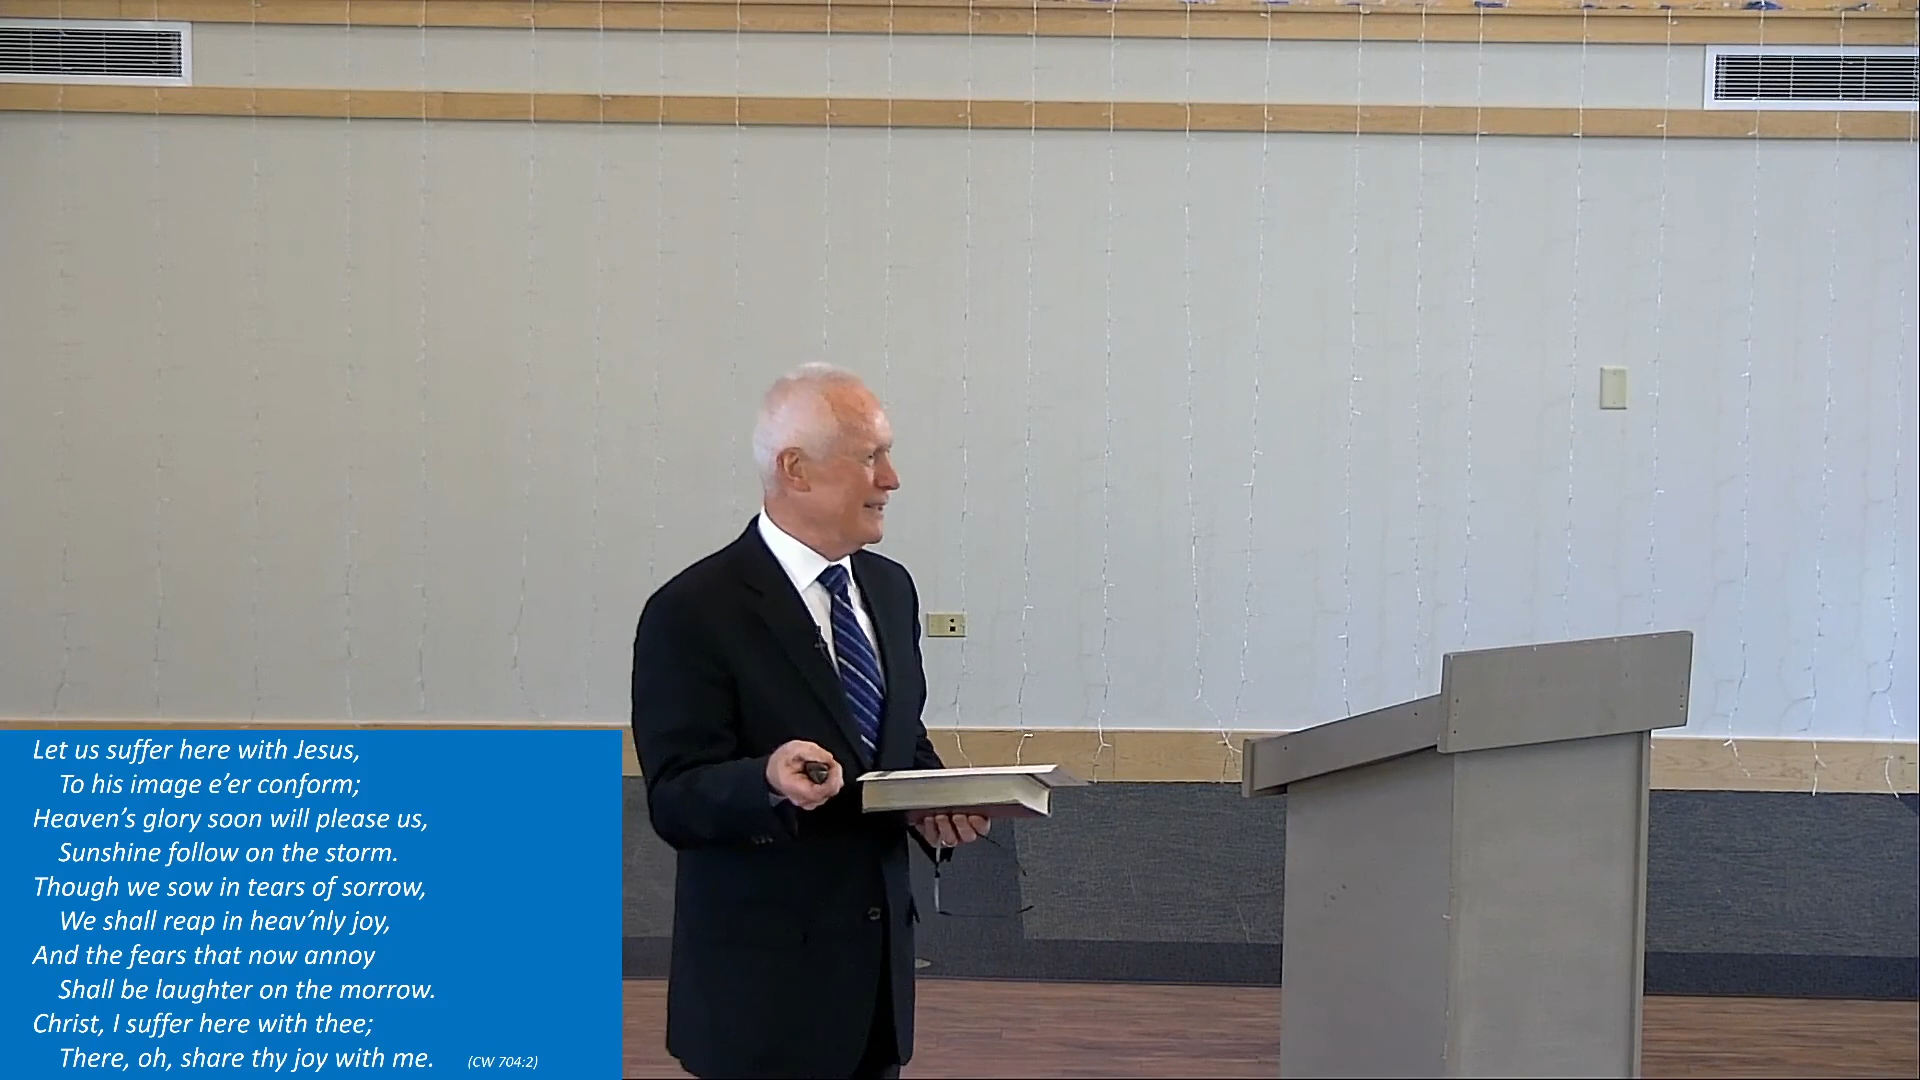 Let us suffer here with Jesus,
To his image e’er conform;
Heaven’s glory soon will please us,
Sunshine follow on the storm.
Though we sow in tears of sorrow,
We shall reap in heav’nly joy,
And the fears that now annoy
Shall be laughter on the morrow.
Christ, I suffer here with thee;
There, oh, share thy joy with me. (CW 704:2)